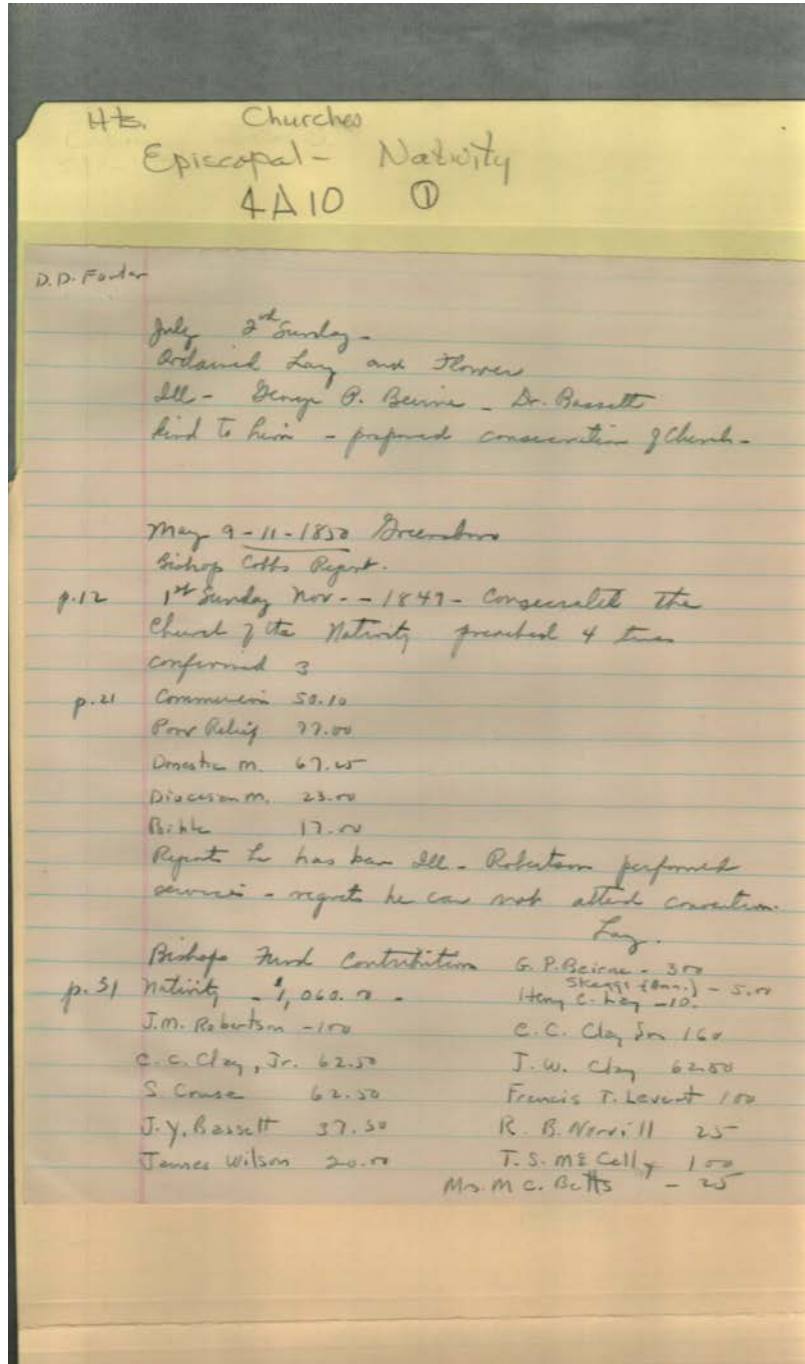 Hts. Churches
Episcopal - Nativity
4A10 ①
D.D. Fowler
July 2nd Sunday -
Ordained Lay and Flower
Ill - George P. Beirne - Dr. Bassett
kind to him - proposed consecration of Church -
May 9-11-1850 Greensboro
Bishop Cobbs Report.
p.12 1st Sunday Nov. - - 1849 - Consecrated the
Church of the Nativity preached 4 times
confirmed 3
p.21 Communion 50.10
Poor Relief 77.00
Domestic M. 67.25
Diocesan M. 23.00
Bible 17.00
Reports he has been Ill - Robertson performed
services - regrets he can not attend convention.
Lay.
Bishops Fund Contribution G. P. Beirne - 300
Skeggs (Ann.) - 5.00
p.31 Nativity - $1,060.00 - Henry C. Lay - 10.
J.M. Robertson - 100 C. C. Clay Sr 160
C. C. Clay, Jr. 62.50 J. W. Clay 62.50
S Cruse 62.50 Francis T. Levert 100
J. Y. Bassett 37.50 R. B. Norvill 25
James Wilson 20.00 T. S. McCally 100
Mrs. M C. Betts - 25